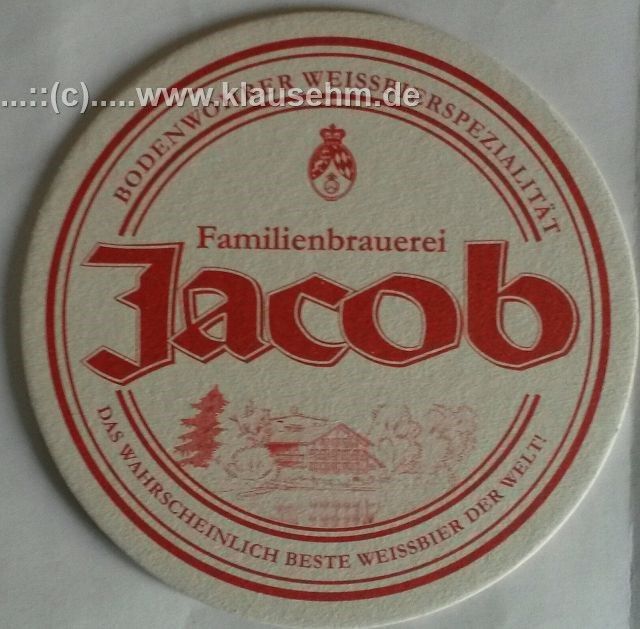 BODENWÖHRER WEISSBIERSPEZIALITÄT
...::(c).....www.klausehm.de
Familienbrauerei
Jacob
DAS WAHRSCHEINLICH BESTE WEISSBIER DER WELT!